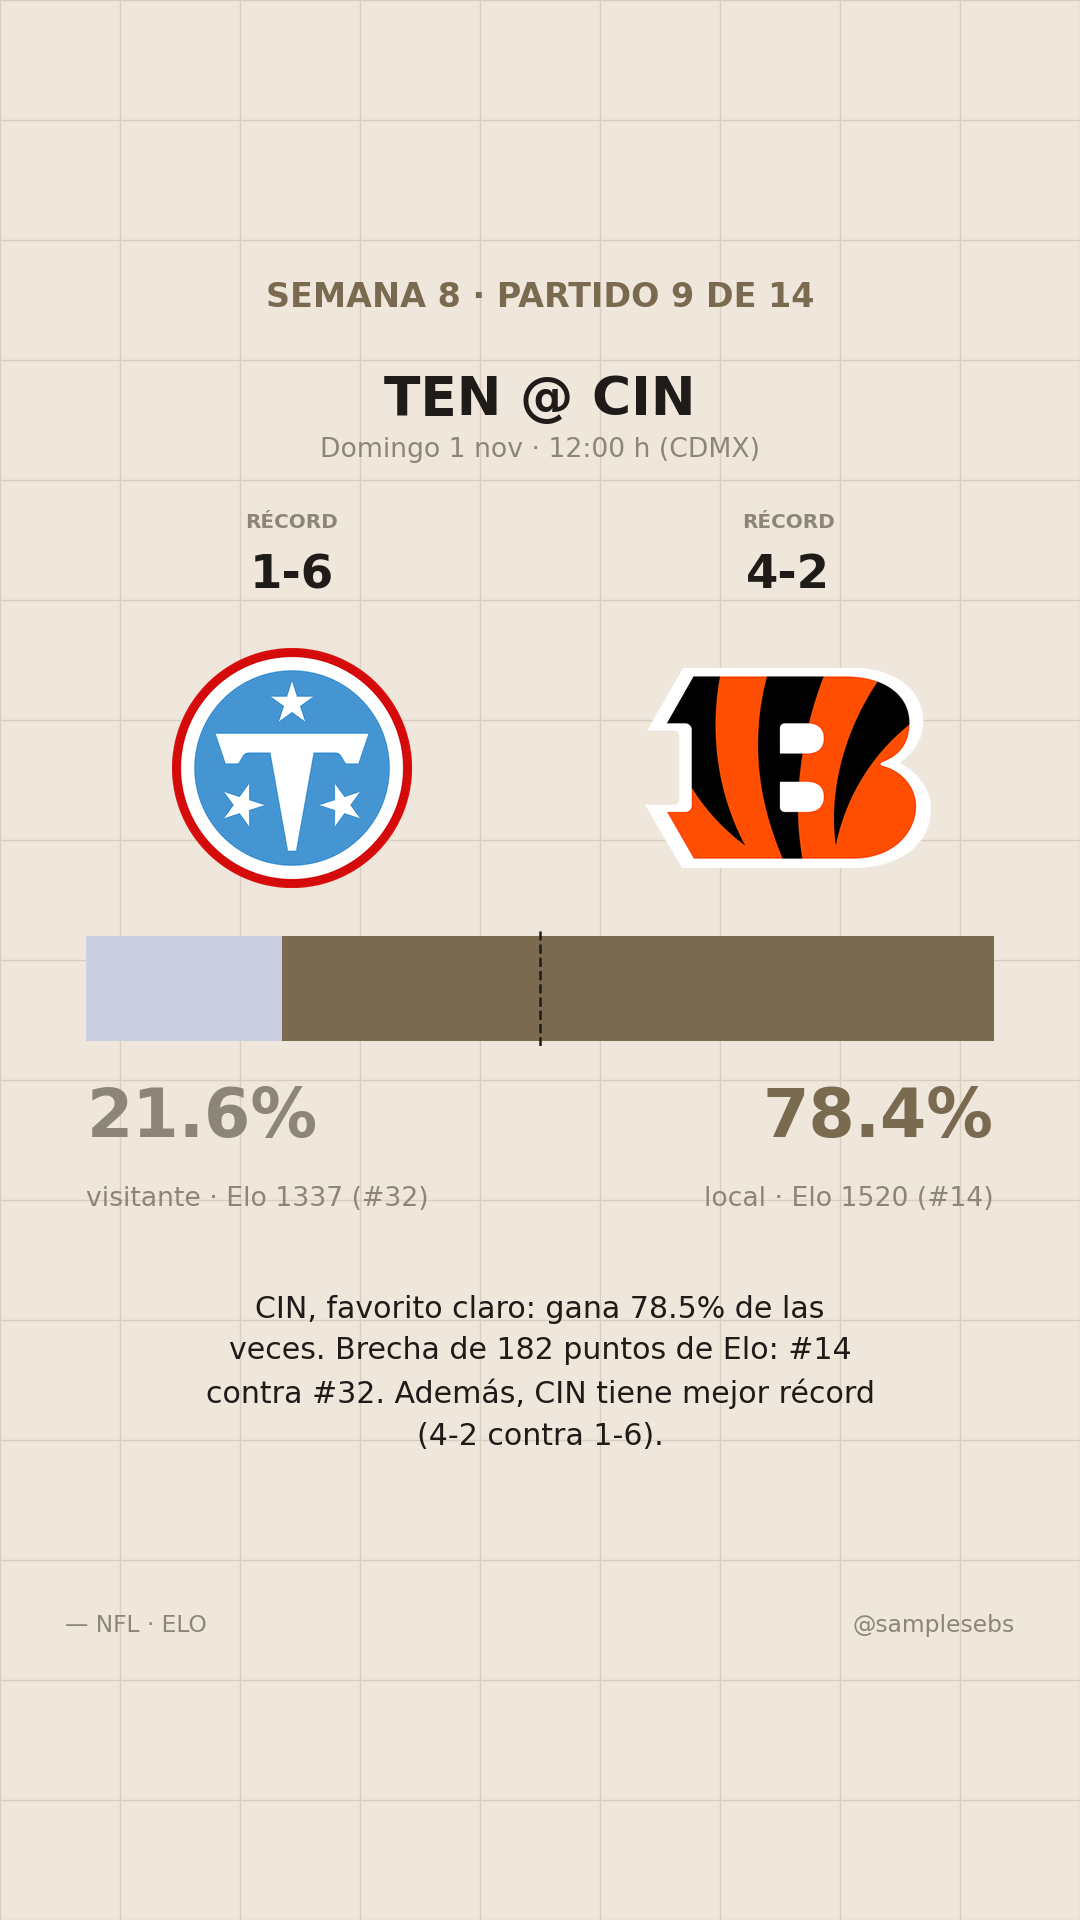 SEMANA 8 · PARTIDO 9 DE 14
TEN @ CIN
Domingo 1 nov · 12:00 h (CDMX)
RÉCORD
1-6
RÉCORD
4-2
21.6%
78.4%
visitante · Elo 1337 (#32)
local · Elo 1520 (#14)
CIN, favorito claro: gana 78.5% de las
veces. Brecha de 182 puntos de Elo: #14
contra #32. Además, CIN tiene mejor récord
(4-2 contra 1-6).
— NFL · ELO
@samplesebs